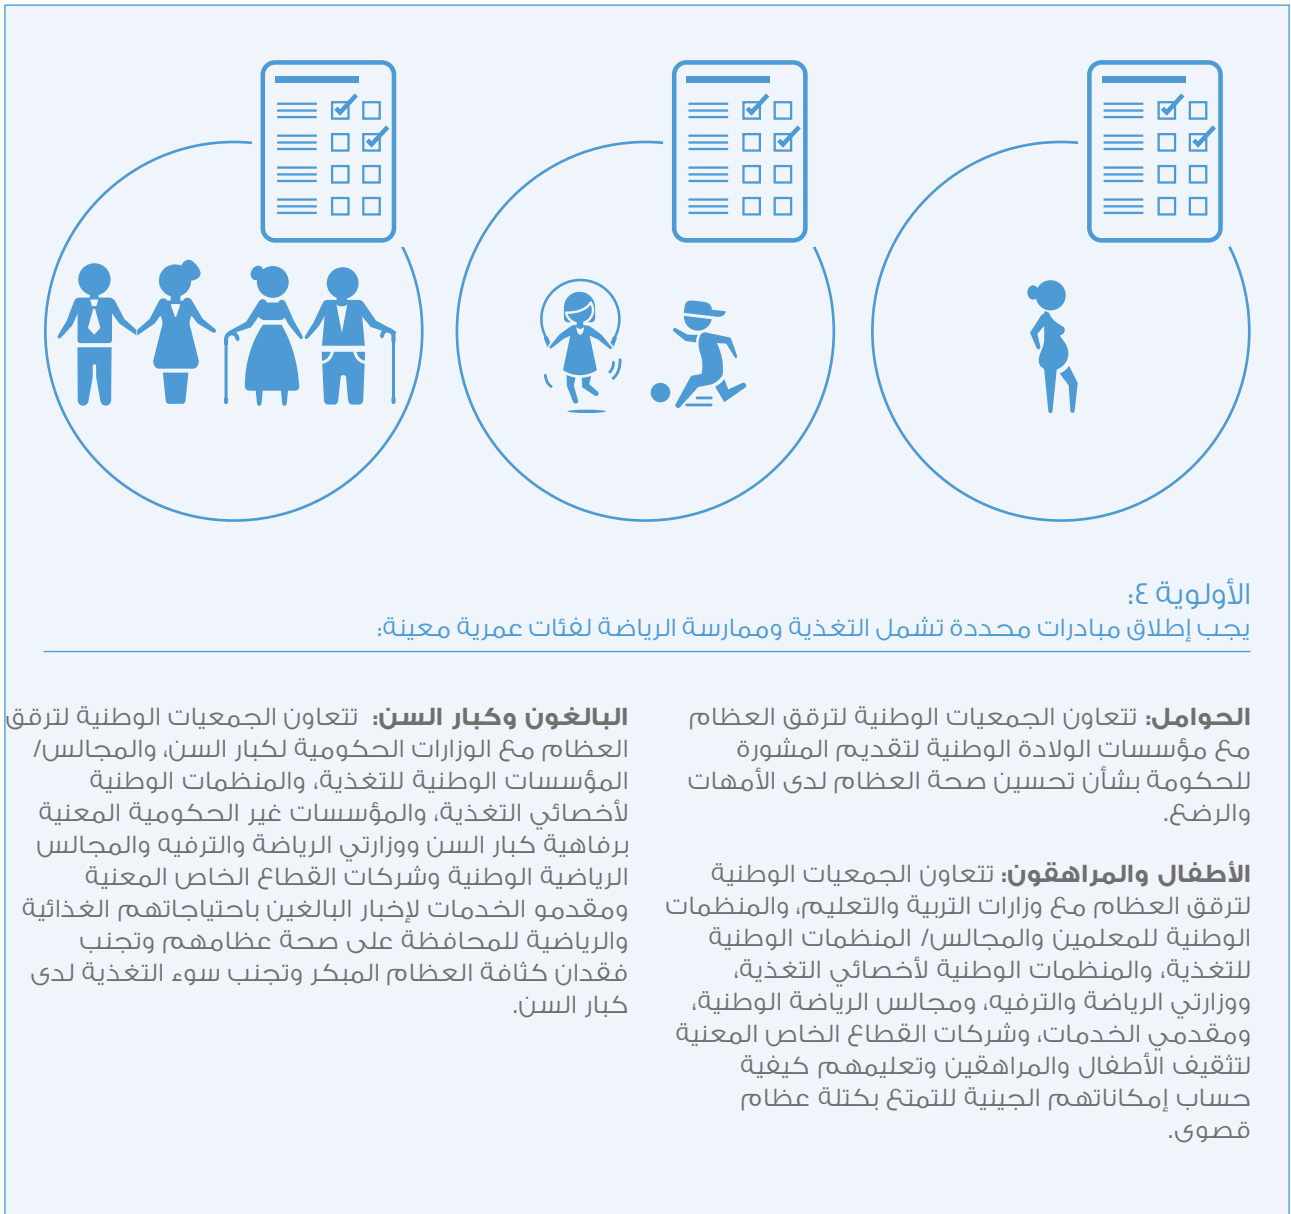 الأولوية ٤:
يجب إطلاق مبادرات محددة تشمل التغذية وممارسة الرياضة لفئات عمرية معينة:
الحوامل: تتعاون الجمعيات الوطنية لترقق العظام
مع مؤسسات الولادة الوطنية لتقديم المشورة
للحكومة بشأن تحسين صحة العظام لدى الأمهات
والرضع.
الأطفال والمراهقون: تتعاون الجمعيات الوطنية
لترقق العظام مع وزارات التربية والتعليم، والمنظمات
الوطنية للمعلمين والمجالس/ المنظمات الوطنية
للتغذية، والمنظمات الوطنية لأخصائي التغذية،
ووزارتي الرياضة والترفيه، ومجالس الرياضة الوطنية،
ومقدمي الخدمات، وشركات القطاع الخاص المعنية
لتثقيف الأطفال والمراهقين وتعليمهم كيفية
حساب إمكاناتهم الجينية للتمتع بكتلة عظام
قصوى.
البالغون وكبار السن: تتعاون الجمعيات الوطنية لترقق
العظام مع الوزارات الحكومية لكبار السن، والمجالس/
المؤسسات الوطنية للتغذية، والمنظمات الوطنية
لأخصائي التغذية، والمؤسسات غير الحكومية المعنية
برفاهية كبار السن ووزارتي الرياضة والترفيه والمجالس
الرياضية الوطنية وشركات القطاع الخاص المعنية
ومقدمو الخدمات لإخبار البالغين باحتياجاتهم الغذائية
والرياضية للمحافظة على صحة عظامهم وتجنب
فقدان كثافة العظام المبكر وتجنب سوء التغذية لدى
كبار السن.